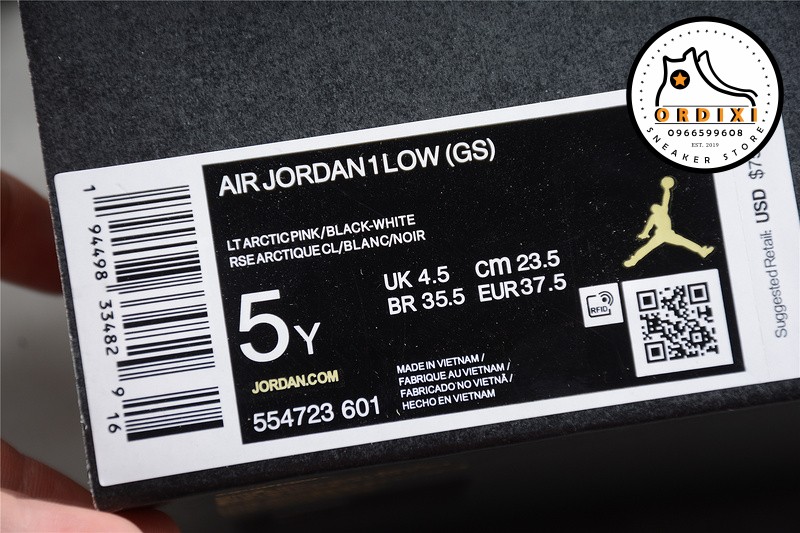 ORDIXI
0966599608
EST. 2019
SNEAKER STORE
AIR JORDAN 1 LOW (GS)
LT ARCTIC PINK/BLACK-WHITE
RSE ARCTIQUE CL/BLANC/NOIR
5Y
UK 4.5 cm 23.5
BR 35.5 EUR 37.5
RFID
JORDAN.COM
554723 601
MADE IN VIETNAM /
FABRIQUE AU VIETNAM /
FABRICADO NO VIETNÃ /
HECHO EN VIETNAM
1 94498 33482 9 16
Suggested Retail: USD